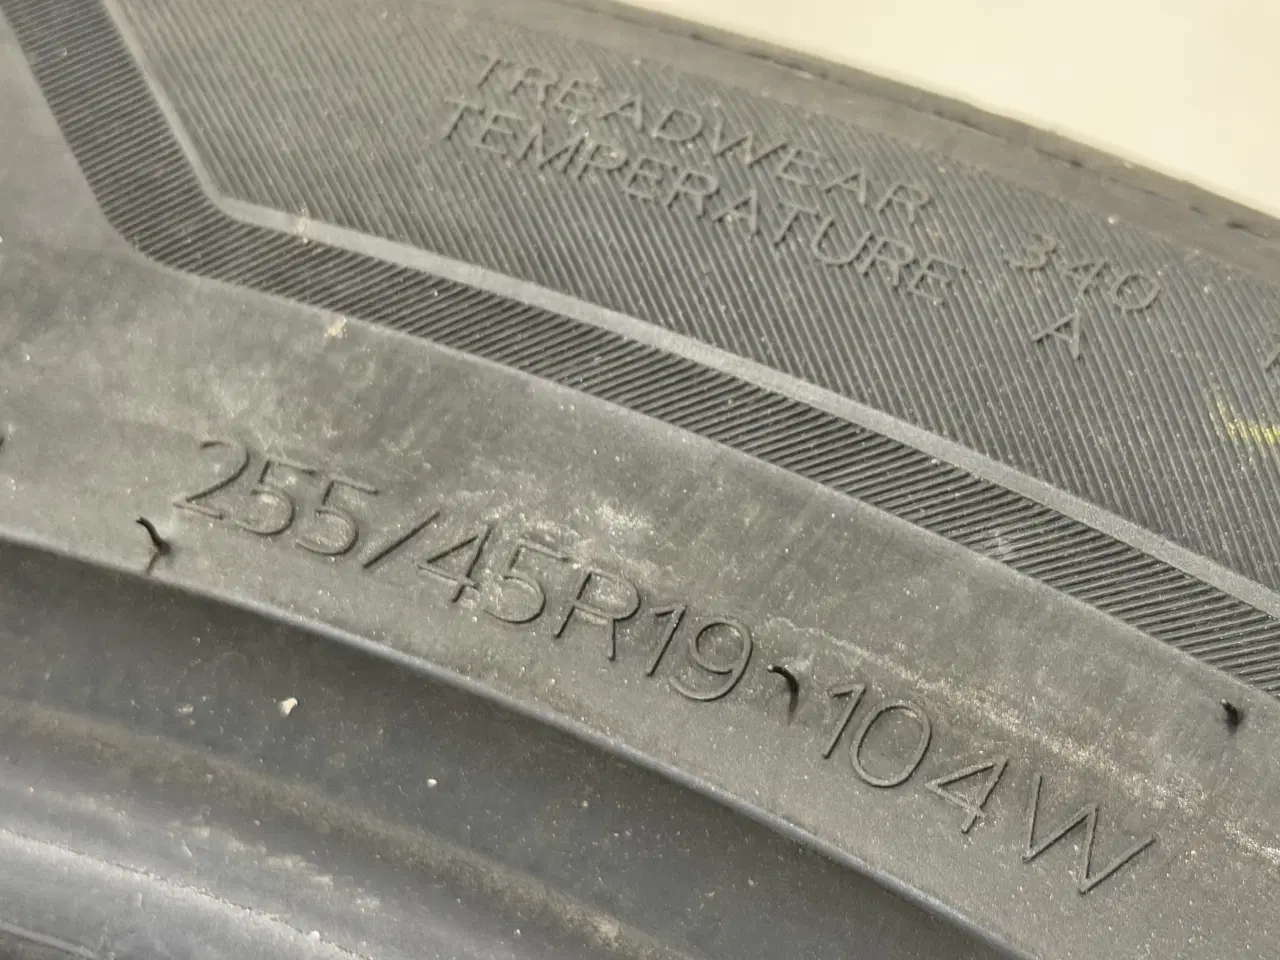 TREADWEAR 340
TEMPERATURE A
255/45R19 104W